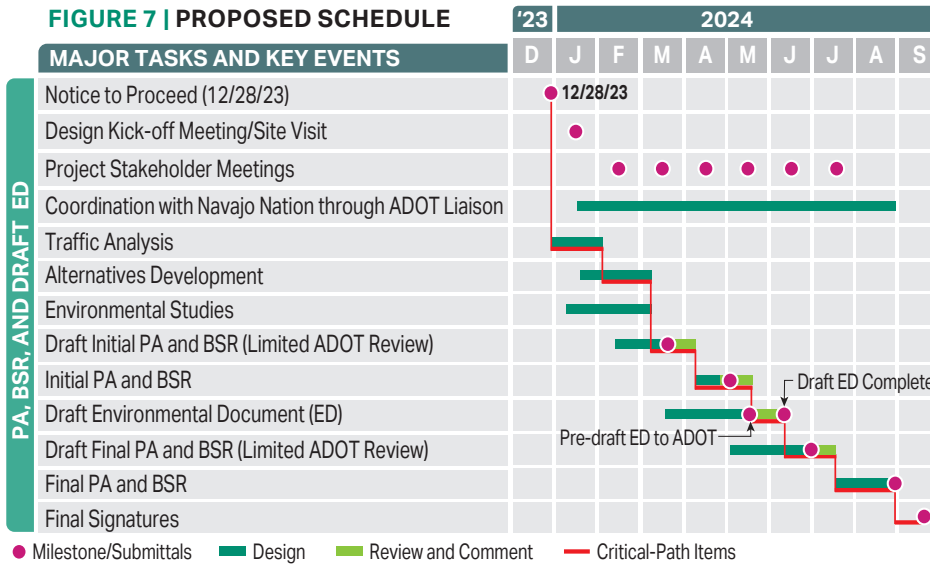 FIGURE 7 | PROPOSED SCHEDULE
'23 2024
MAJOR TASKS AND KEY EVENTS D J F M A M J J A S
PA, BSR, AND DRAFT ED
Notice to Proceed (12/28/23) 12/28/23
Design Kick-off Meeting/Site Visit
Project Stakeholder Meetings
Coordination with Navajo Nation through ADOT Liaison
Traffic Analysis
Alternatives Development
Environmental Studies
Draft Initial PA and BSR (Limited ADOT Review)
Initial PA and BSR Draft ED Complete
Draft Environmental Document (ED)
Pre-draft ED to ADOT
Draft Final PA and BSR (Limited ADOT Review)
Final PA and BSR
Final Signatures
Milestone/Submittals Design Review and Comment Critical-Path Items